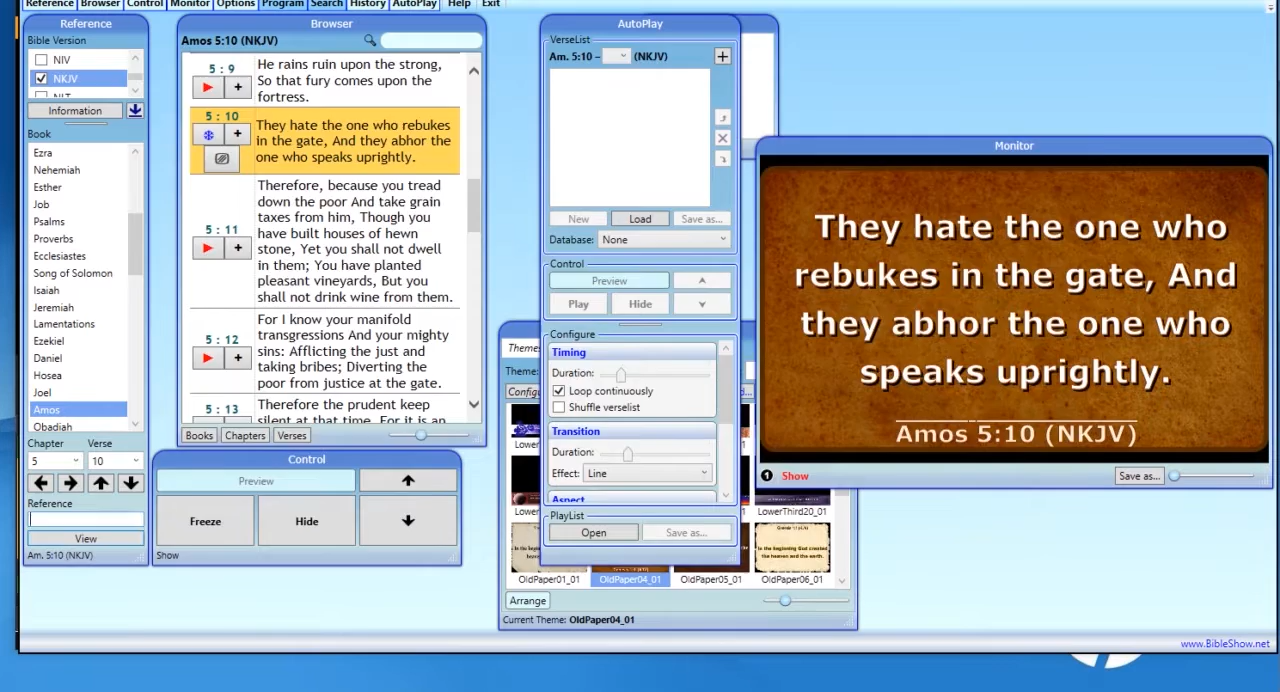 Reference Browser Control Monitor Options Program Search History AutoPlay Help Exit
Reference
Bible Version
NIV
NKJV
NLT
Information
Book
Ezra
Nehemiah
Esther
Job
Psalms
Proverbs
Ecclesiastes
Song of Solomon
Isaiah
Jeremiah
Lamentations
Ezekiel
Daniel
Hosea
Joel
Amos
Obadiah
Chapter Verse
5 10
Reference
View
Am. 5:10 (NKJV)
Browser
Amos 5:10 (NKJV)
5 : 9
He rains ruin upon the strong,
So that fury comes upon the
fortress.
5 : 10
They hate the one who rebukes
in the gate, And they abhor the
one who speaks uprightly.
5 : 11
Therefore, because you tread
down the poor And take grain
taxes from him, Though you
have built houses of hewn
stone, Yet you shall not dwell
in them; You have planted
pleasant vineyards, But you
shall not drink wine from them.
5 : 12
For I know your manifold
transgressions And your mighty
sins: Afflicting the just and
taking bribes; Diverting the
poor from justice at the gate.
5 : 13
Therefore the prudent keep
silent at that time, For it is an
Books Chapters Verses
Control
Preview
Freeze Hide
Show
AutoPlay
VerseList
Am. 5:10 – (NKJV)
New Load Save as...
Database: None
Control
Preview
Play Hide
Configure
Timing
Duration:
Loop continuously
Shuffle verselist
Transition
Duration:
Effect: Line
Aspect
PlayList
Open Save as...
Themes
Theme:
LowerThird20_01
OldPaper01_01 OldPaper04_01 OldPaper05_01 OldPaper06_01
Arrange
Current Theme: OldPaper04_01
Monitor
They hate the one who
rebukes in the gate, And
they abhor the one who
speaks uprightly.
Amos 5:10 (NKJV)
1 Show Save as...
www.BibleShow.net